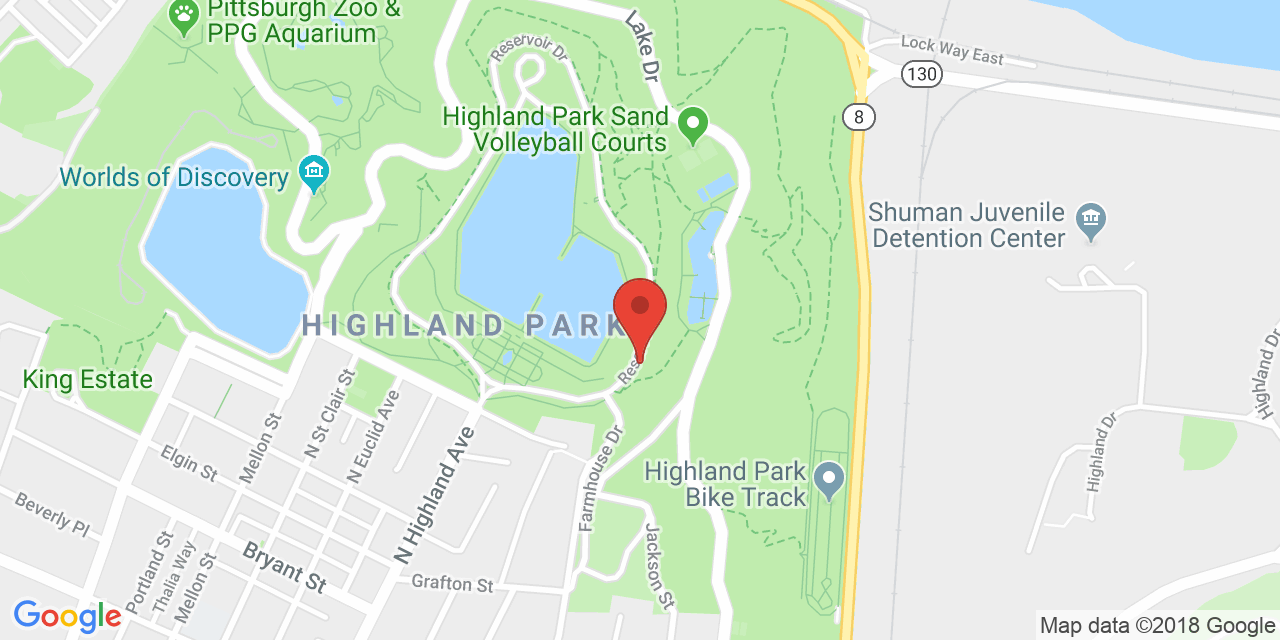 Pittsburgh Zoo &
PPG Aquarium
Reservoir Dr
Lake Dr
Lock Way East
130
8
Highland Park Sand
Volleyball Courts
Worlds of Discovery
Shuman Juvenile
Detention Center
HIGHLAND PARK
Res
King Estate
Highland Dr
N St Clair St
N Euclid Ave
Mellon St
Elgin St
N Highland Ave
Farmhouse Dr
Highland Dr
Highland Park
Bike Track
Beverly Pl
Bryant St
Portland St
Thalia Way
Mellon St
Grafton St
Jackson St
Google
Map data ©2018 Google